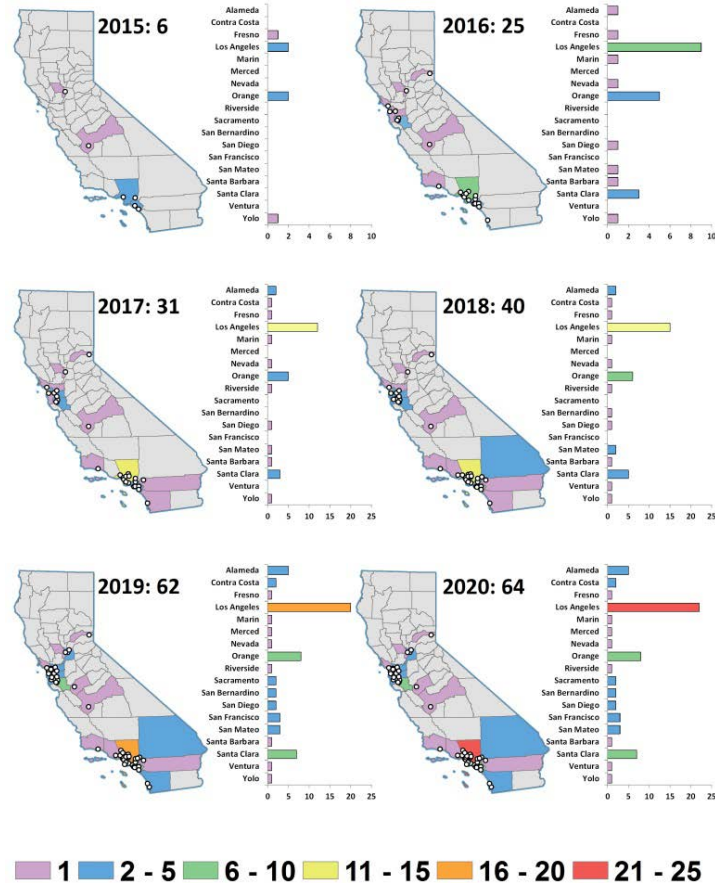 2015: 6
Alameda
Contra Costa
Fresno
Los Angeles
Marin
Merced
Nevada
Orange
Riverside
Sacramento
San Bernardino
San Diego
San Francisco
San Mateo
Santa Barbara
Santa Clara
Ventura
Yolo
0 2 4 6 8 10
2016: 25
Alameda
Contra Costa
Fresno
Los Angeles
Marin
Merced
Nevada
Orange
Riverside
Sacramento
San Bernardino
San Diego
San Francisco
San Mateo
Santa Barbara
Santa Clara
Ventura
Yolo
0 2 4 6 8 10
2017: 31
Alameda
Contra Costa
Fresno
Los Angeles
Marin
Merced
Nevada
Orange
Riverside
Sacramento
San Bernardino
San Diego
San Francisco
San Mateo
Santa Barbara
Santa Clara
Ventura
Yolo
0 5 10 15 20 25
2018: 40
Alameda
Contra Costa
Fresno
Los Angeles
Marin
Merced
Nevada
Orange
Riverside
Sacramento
San Bernardino
San Diego
San Francisco
San Mateo
Santa Barbara
Santa Clara
Ventura
Yolo
0 5 10 15 20 25
2019: 62
Alameda
Contra Costa
Fresno
Los Angeles
Marin
Merced
Nevada
Orange
Riverside
Sacramento
San Bernardino
San Diego
San Francisco
San Mateo
Santa Barbara
Santa Clara
Ventura
Yolo
0 5 10 15 20 25
2020: 64
Alameda
Contra Costa
Fresno
Los Angeles
Marin
Merced
Nevada
Orange
Riverside
Sacramento
San Bernardino
San Diego
San Francisco
San Mateo
Santa Barbara
Santa Clara
Ventura
Yolo
0 5 10 15 20 25
1 2 - 5 6 - 10 11 - 15 16 - 20 21 - 25